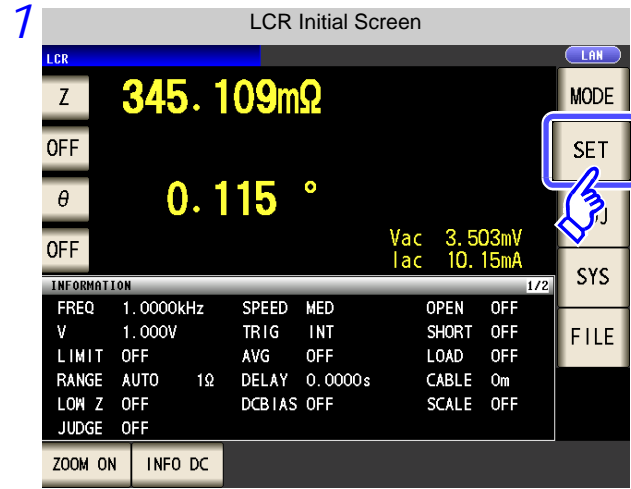 1
LCR Initial Screen
LCR
LAN
Z
345.109mΩ
MODE
OFF
SET
θ
0.115 °
J
OFF
Vac 3.503mV
Iac 10.15mA
SYS
INFORMATION 1/2
FREQ 1.0000kHz SPEED MED OPEN OFF
V 1.000V TRIG INT SHORT OFF
FILE
LIMIT OFF AVG OFF LOAD OFF
RANGE AUTO 1Ω DELAY 0.0000s CABLE 0m
LOW Z OFF DCBIAS OFF SCALE OFF
JUDGE OFF
ZOOM ON INFO DC